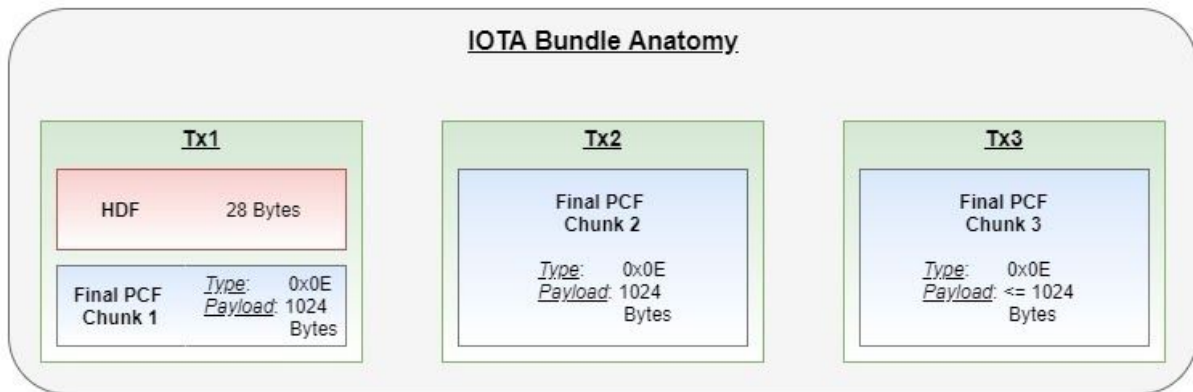 IOTA Bundle Anatomy
Tx1
HDF 28 Bytes
Final PCF
Chunk 1
Type: 0x0E
Payload: 1024
Bytes
Tx2
Final PCF
Chunk 2
Type: 0x0E
Payload: 1024
Bytes
Tx3
Final PCF
Chunk 3
Type: 0x0E
Payload: <= 1024
Bytes